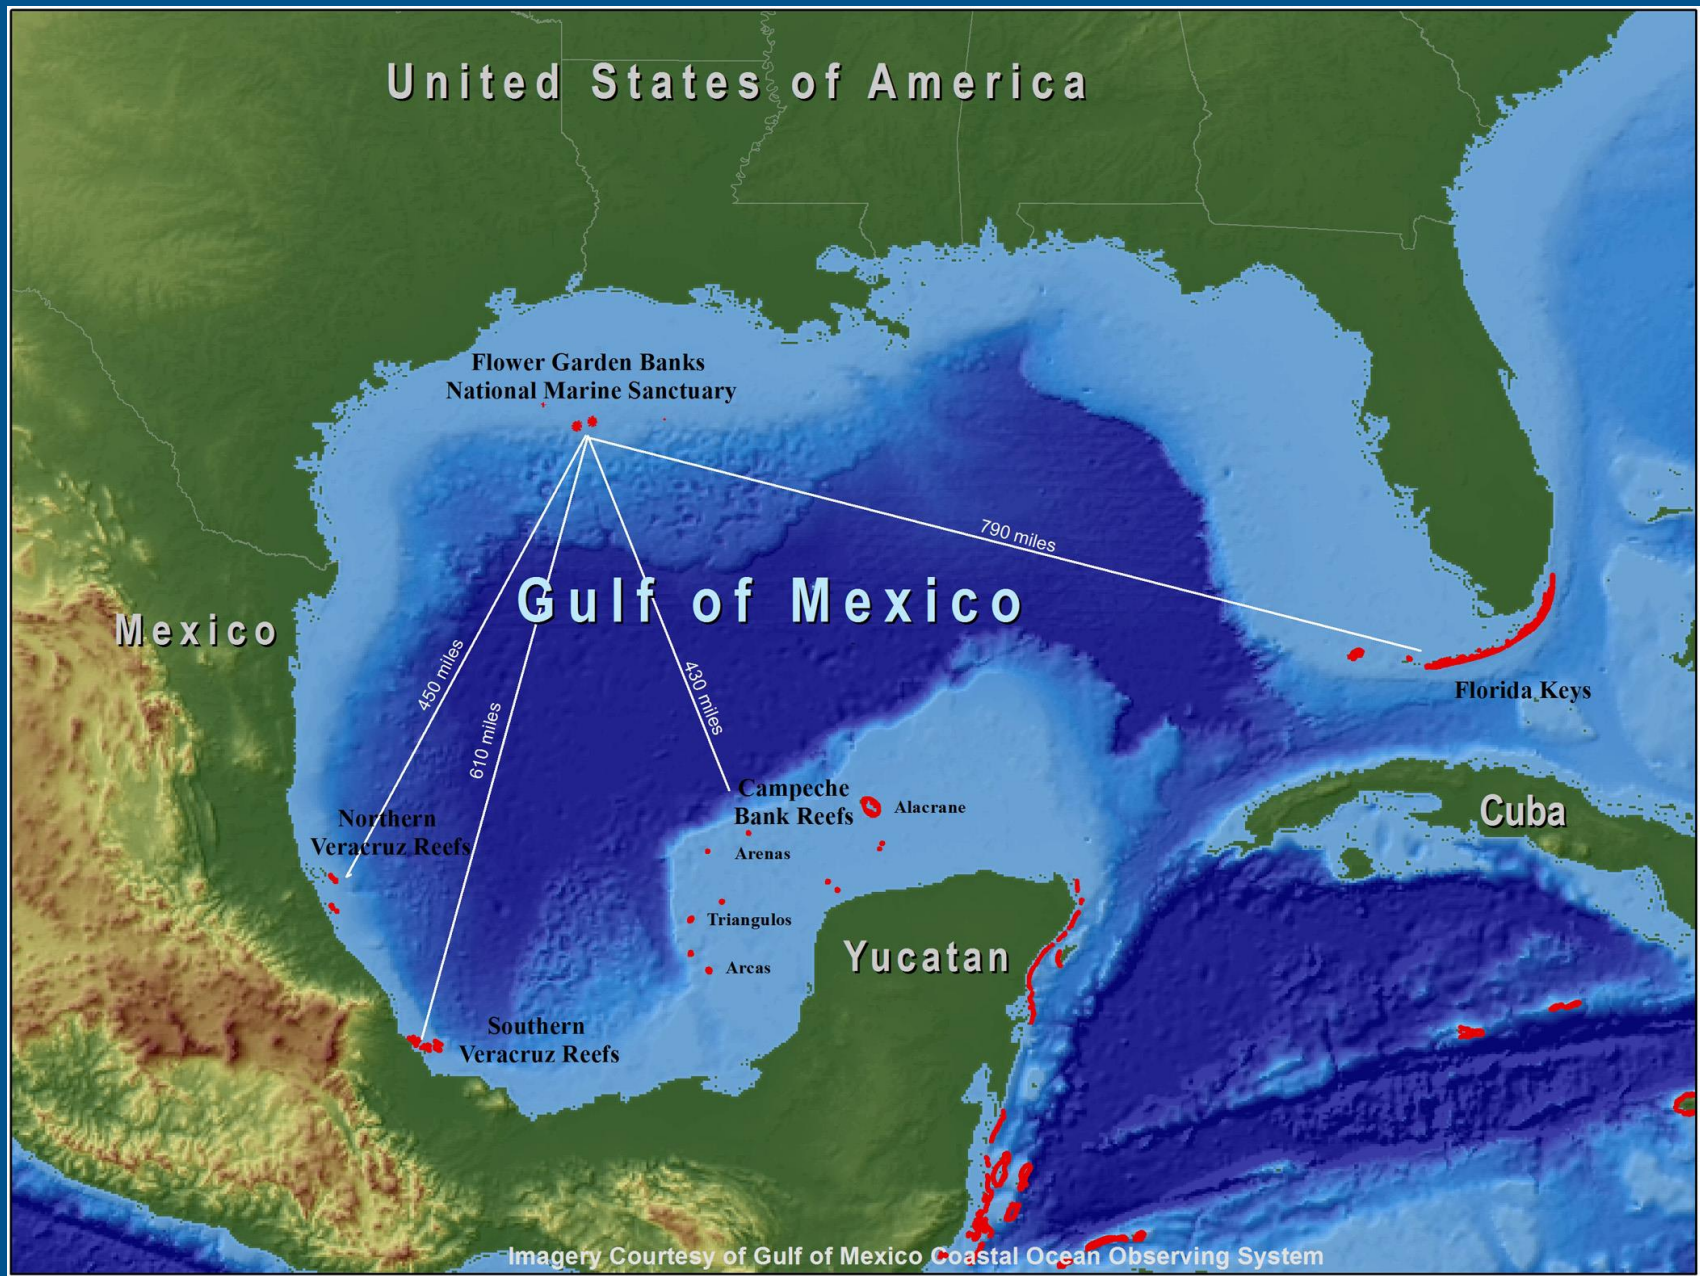 United States of America
Flower Garden Banks
National Marine Sanctuary
790 miles
Gulf of Mexico
Mexico
450 miles
430 miles
610 miles
Florida Keys
Campeche
Bank Reefs
Alacrane
Cuba
Northern
Veracruz Reefs
Arenas
Triangulos
Yucatan
Arcas
Southern
Veracruz Reefs
Imagery Courtesy of Gulf of Mexico Coastal Ocean Observing System